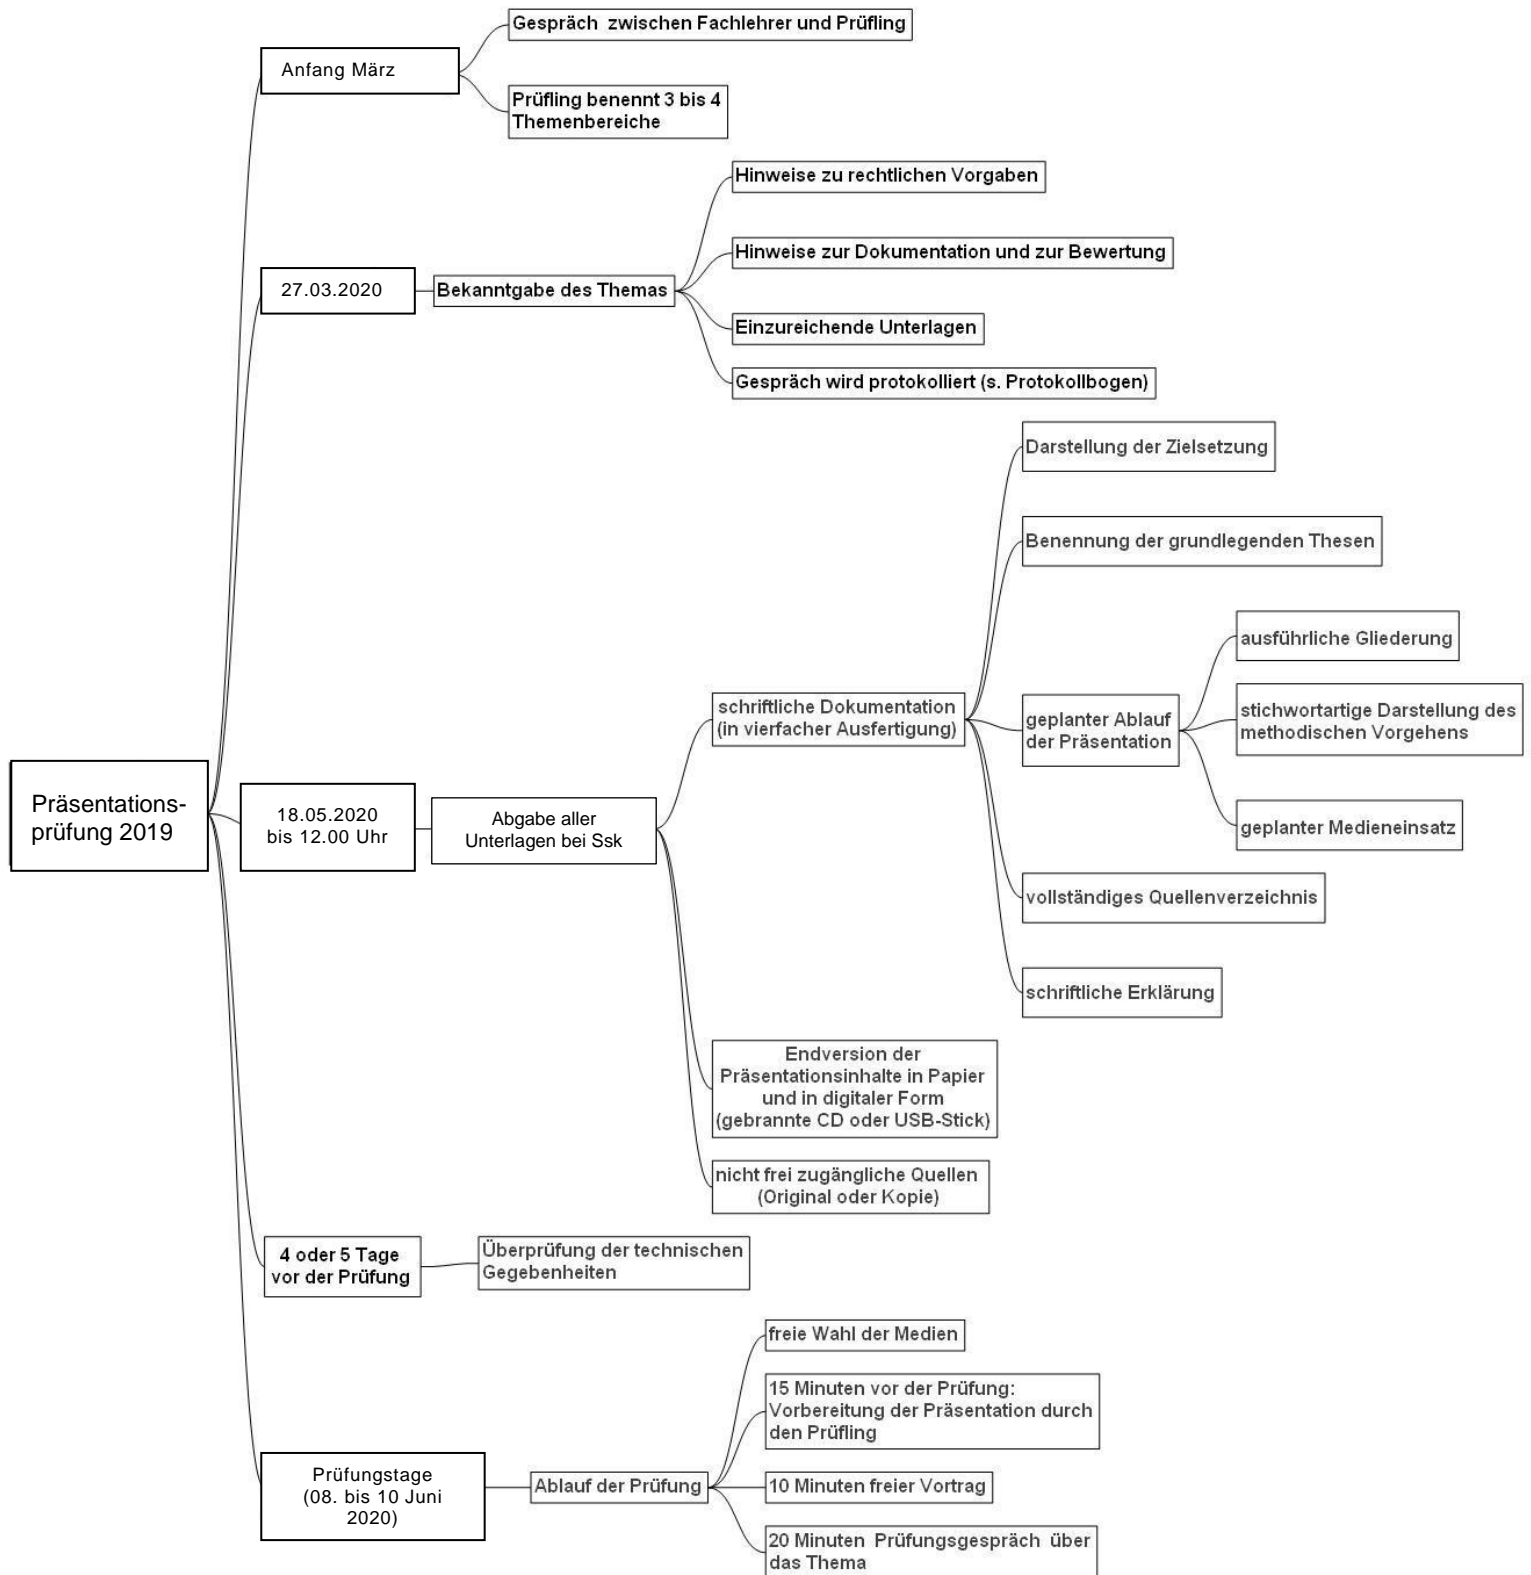 Präsentations-
prüfung 2019
Anfang März
Gespräch zwischen Fachlehrer und Prüfling
Prüfling benennt 3 bis 4
Themenbereiche
27.03.2020
Bekanntgabe des Themas
Hinweise zu rechtlichen Vorgaben
Hinweise zur Dokumentation und zur Bewertung
Einzureichende Unterlagen
Gespräch wird protokolliert (s. Protokollbogen)
18.05.2020
bis 12.00 Uhr
Abgabe aller
Unterlagen bei Ssk
schriftliche Dokumentation
(in vierfacher Ausfertigung)
Darstellung der Zielsetzung
Benennung der grundlegenden Thesen
geplanter Ablauf
der Präsentation
ausführliche Gliederung
stichwortartige Darstellung des
methodischen Vorgehens
geplanter Medieneinsatz
vollständiges Quellenverzeichnis
schriftliche Erklärung
Endversion der
Präsentationsinhalte in Papier
und in digitaler Form
(gebrannte CD oder USB-Stick)
nicht frei zugängliche Quellen
(Original oder Kopie)
4 oder 5 Tage
vor der Prüfung
Überprüfung der technischen
Gegebenheiten
Prüfungstage
(08. bis 10 Juni
2020)
Ablauf der Prüfung
freie Wahl der Medien
15 Minuten vor der Prüfung:
Vorbereitung der Präsentation durch
den Prüfling
10 Minuten freier Vortrag
20 Minuten Prüfungsgespräch über
das Thema